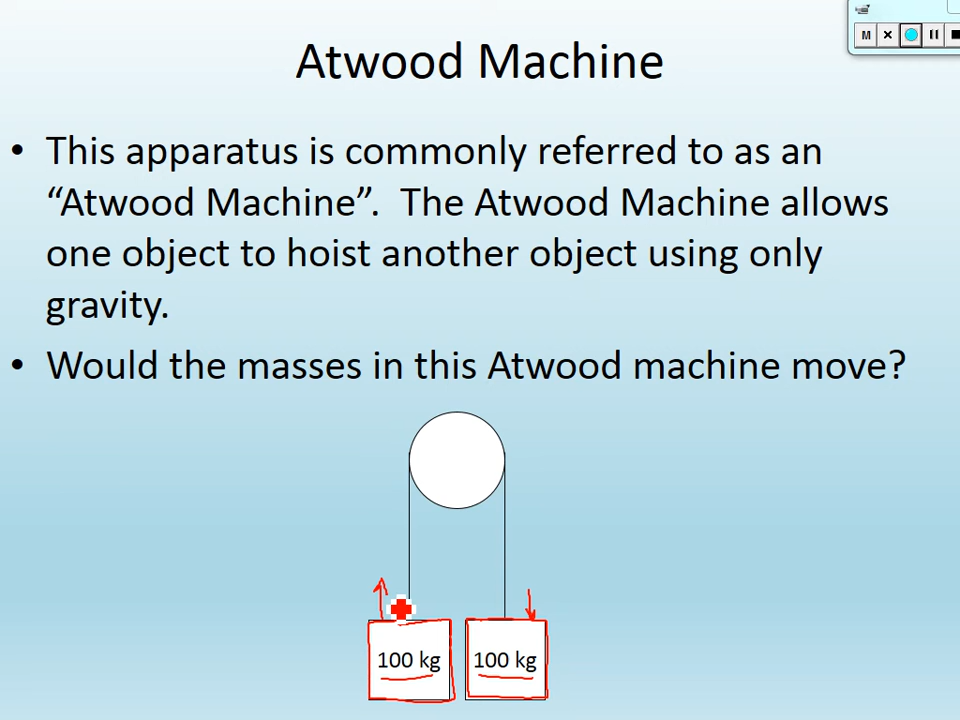 M
Atwood Machine
• This apparatus is commonly referred to as an
“Atwood Machine”.  The Atwood Machine allows
one object to hoist another object using only
gravity.
• Would the masses in this Atwood machine move?
100 kg 100 kg